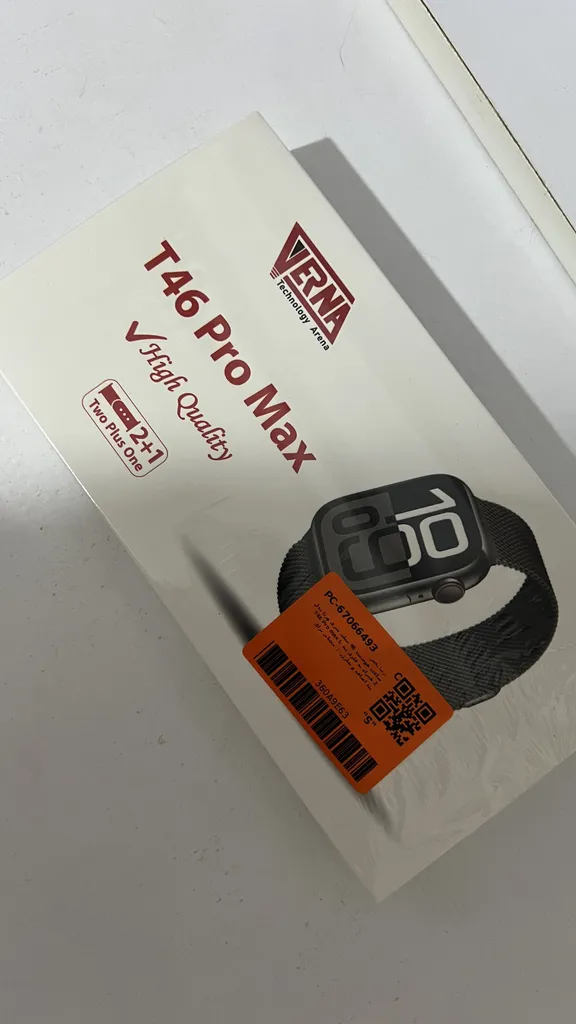 VERNA
Technology Arena
T46 Pro Max
✓High Quality
2+1
Two Plus One
10
09
PC-67066493
C
"S"
360A9E63